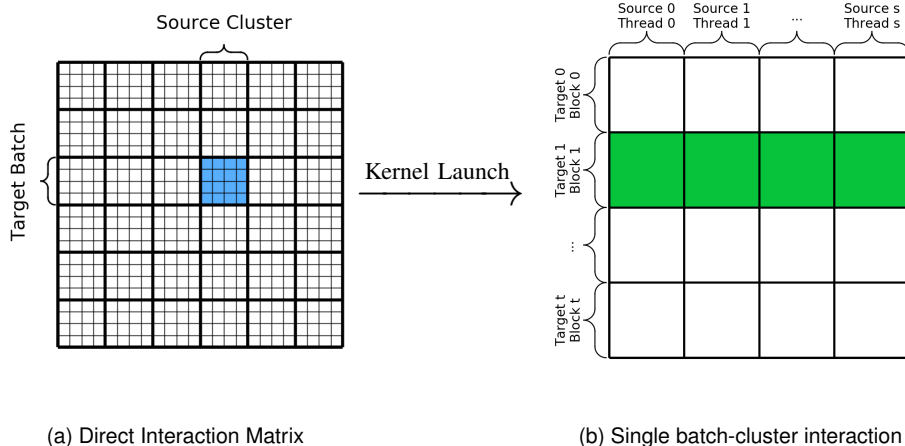 Source Cluster
Target Batch
(a) Direct Interaction Matrix
Kernel Launch
Source 0
Thread 0
Source 1
Thread 1
...
Source s
Thread s
Target 0
Block 0
Target 1
Block 1
...
Target t
Block t
(b) Single batch-cluster interaction